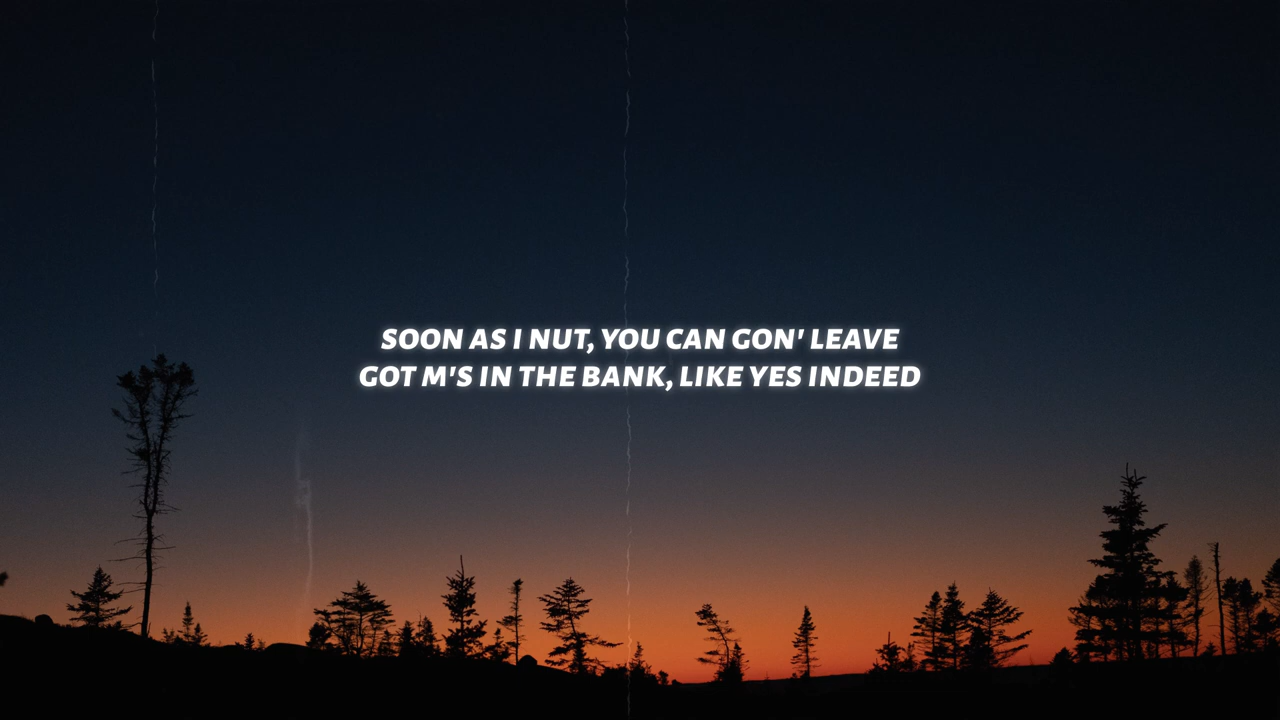 SOON AS I NUT, YOU CAN GON' LEAVE
GOT M'S IN THE BANK, LIKE YES INDEED